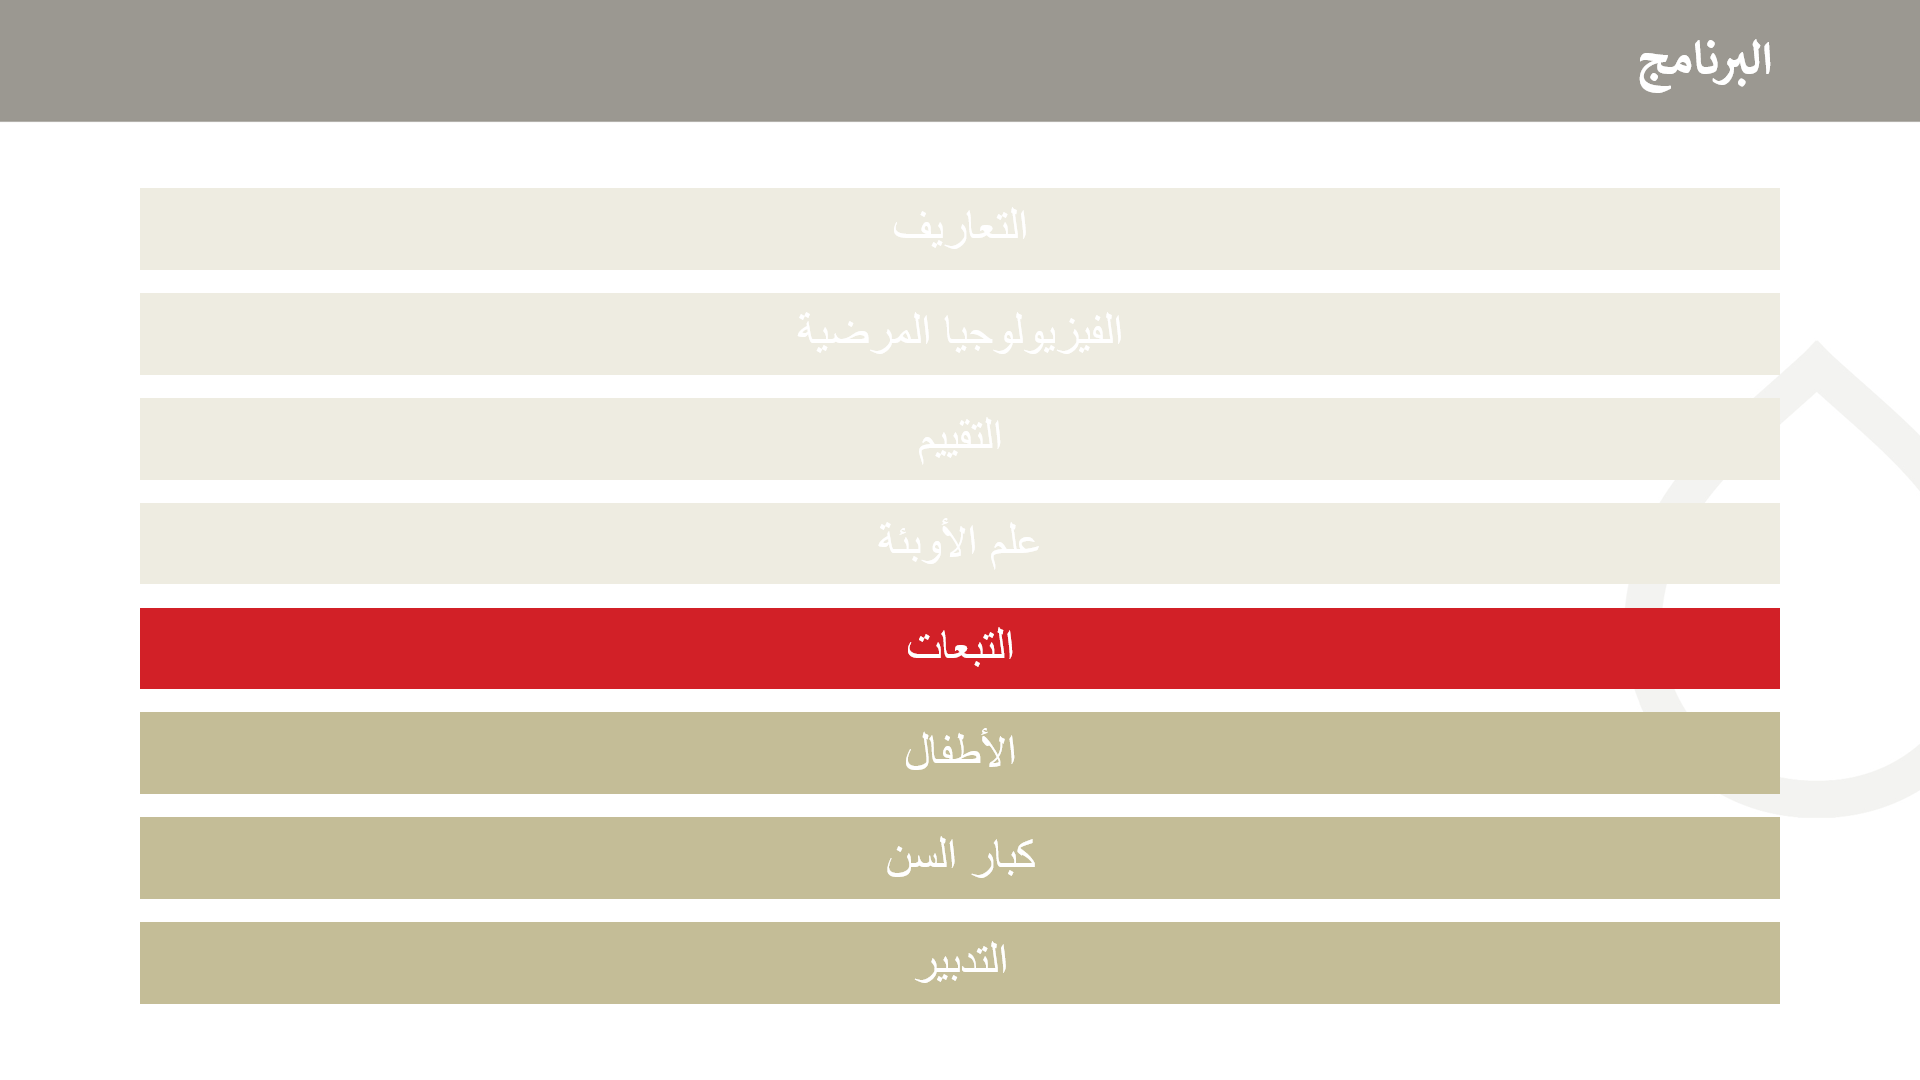 البرنامج
التعاريف
الفيزيولوجيا المرضية
التقييم
علم الأوبئة
التبعات
الأطفال
كبار السن
التدبير